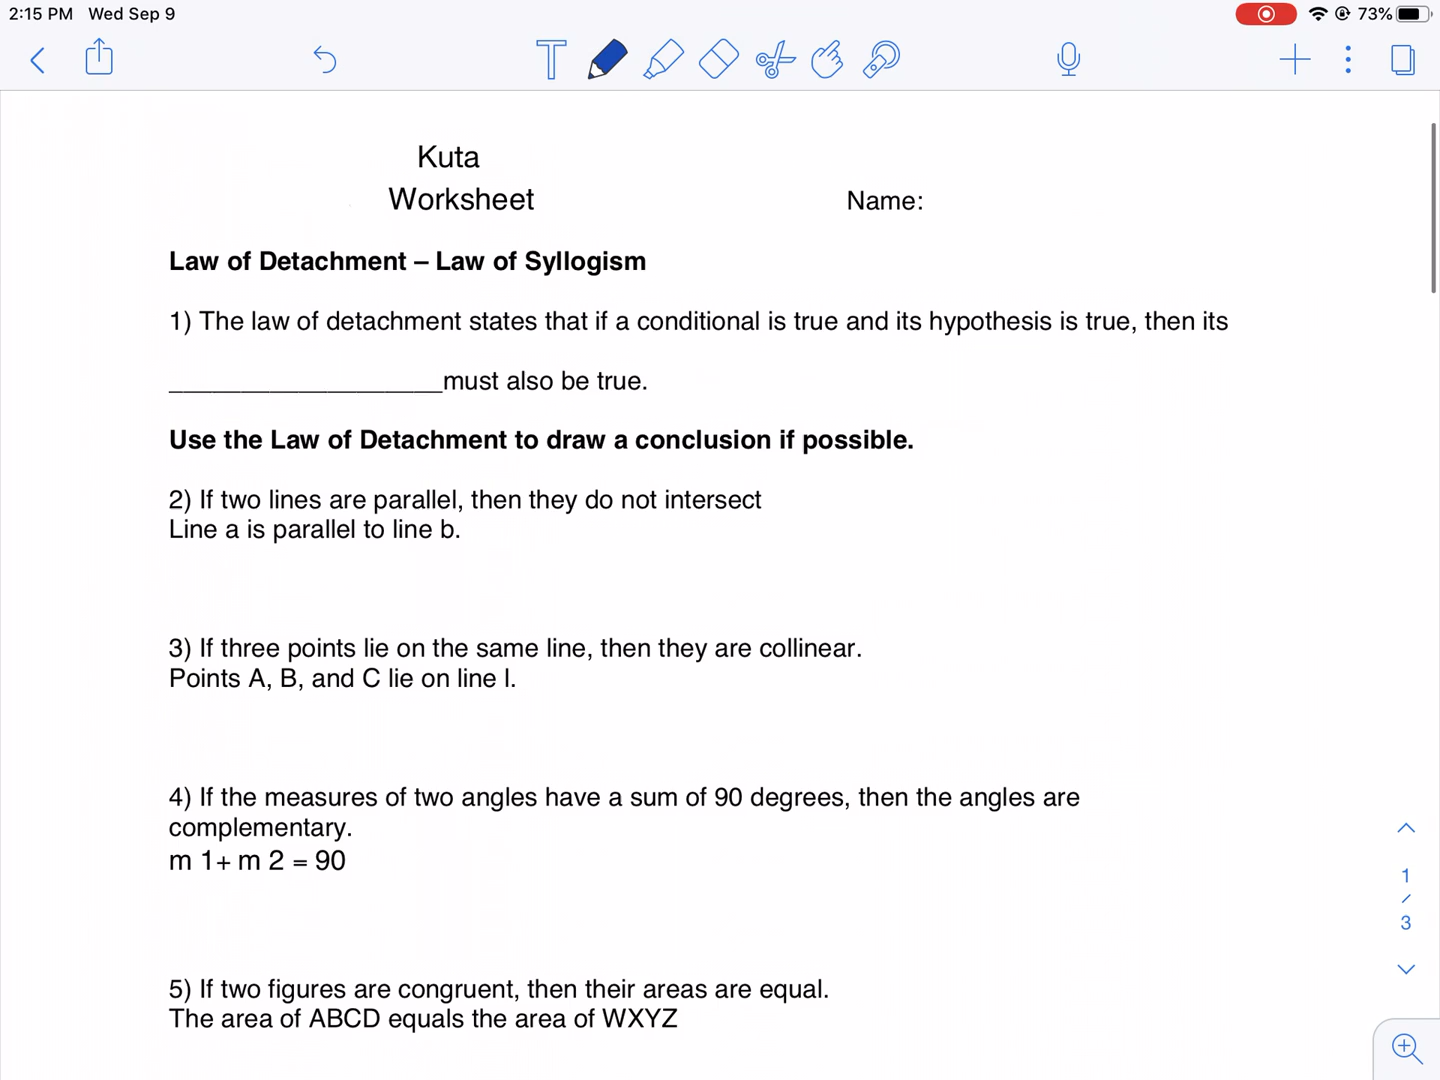 2:15 PM Wed Sep 9
73%
Kuta
Worksheet
Name:
Law of Detachment – Law of Syllogism
1) The law of detachment states that if a conditional is true and its hypothesis is true, then its
___________________must also be true.
Use the Law of Detachment to draw a conclusion if possible.
2) If two lines are parallel, then they do not intersect
Line a is parallel to line b.
3) If three points lie on the same line, then they are collinear.
Points A, B, and C lie on line l.
4) If the measures of two angles have a sum of 90 degrees, then the angles are
complementary.
m 1+ m 2 = 90
5) If two figures are congruent, then their areas are equal.
The area of ABCD equals the area of WXYZ
1
/
3